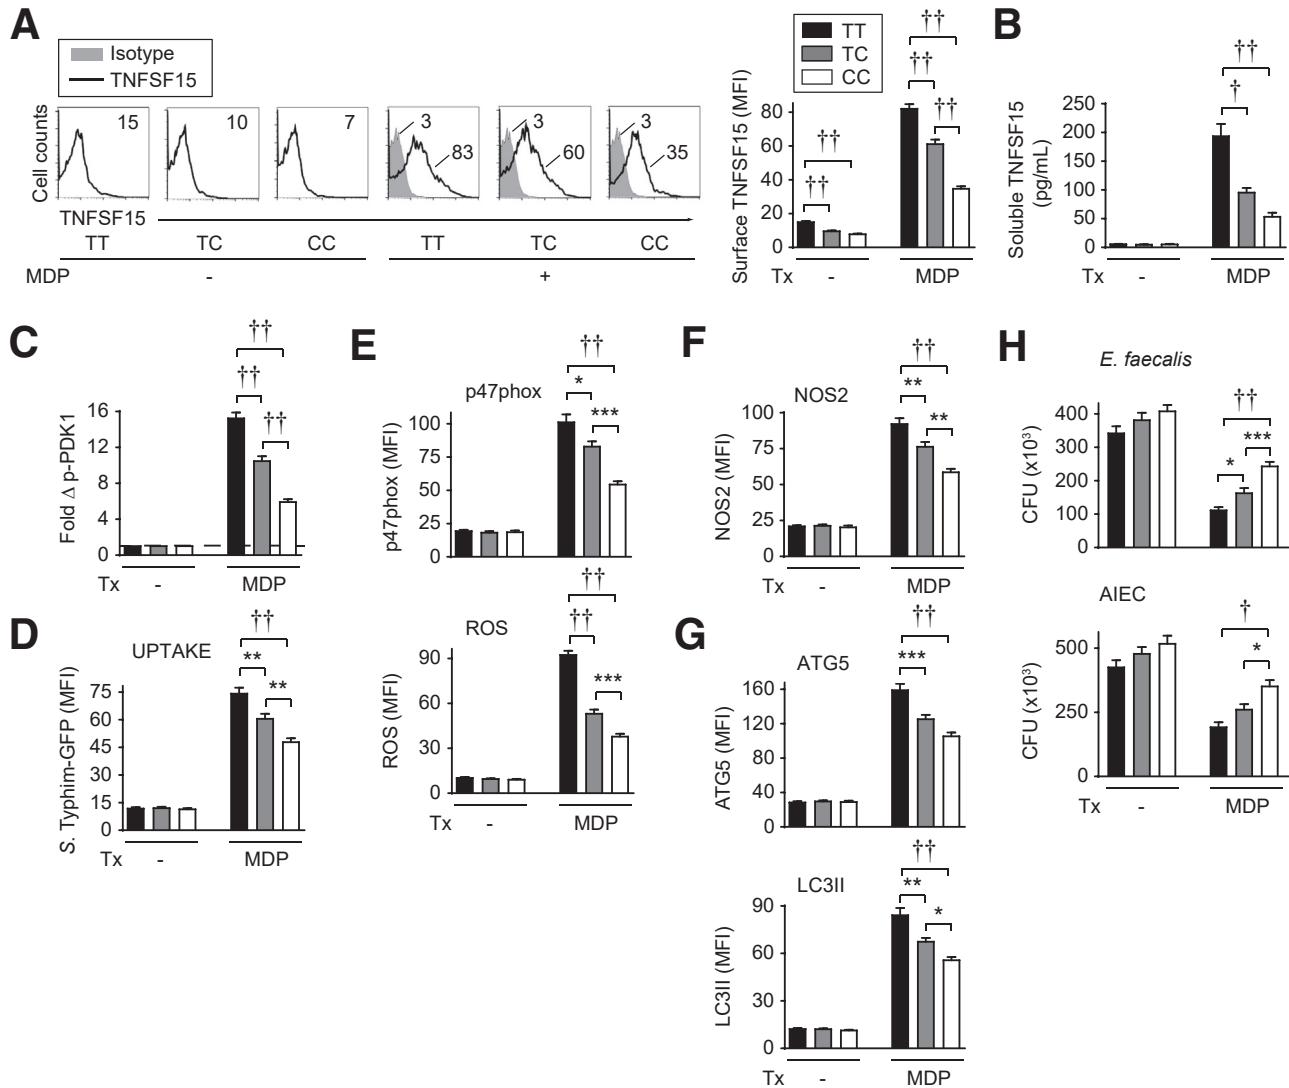 A
Isotype
TNFSF15
Cell counts
15
10
7
3
83
3
60
3
35
TNFSF15
TT
TC
CC
TT
TC
CC
MDP
-
+
TT
TC
CC
Surface TNFSF15 (MFI)
80
60
40
20
0
††
††
††
††
††
Tx
-
MDP
B
Soluble TNFSF15
(pg/mL)
250
200
150
100
50
0
††
†
Tx
-
MDP
C
Fold Δ p-PDK1
16
12
8
4
0
††
††
††
Tx
-
MDP
D
UPTAKE
S. Typhim-GFP (MFI)
75
60
45
30
15
0
††
**
**
Tx
-
MDP
E
p47phox
p47phox (MFI)
100
75
50
25
0
††
*
***
ROS
ROS (MFI)
90
60
30
0
††
††
***
Tx
-
MDP
F
NOS2
NOS2 (MFI)
100
75
50
25
0
††
**
**
Tx
-
MDP
G
ATG5
ATG5 (MFI)
160
120
80
40
0
††
***
LC3II
LC3II (MFI)
90
60
30
0
††
**
*
Tx
-
MDP
H
E. faecalis
CFU (x10³)
400
300
200
100
0
††
***
*
AIEC
CFU (x10³)
500
250
0
†
*
Tx
-
MDP